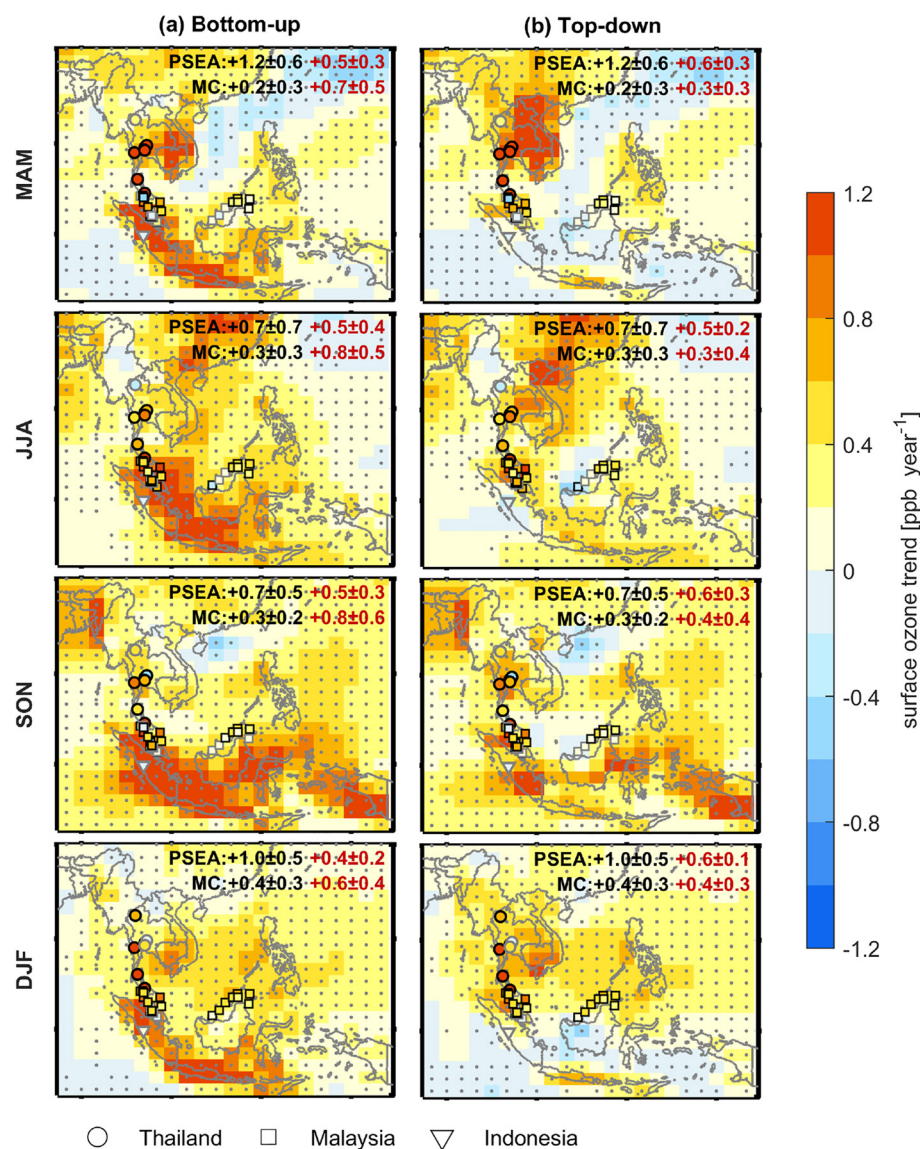 (a) Bottom-up
(b) Top-down
MAM
PSEA:+1.2±0.6 +0.5±0.3
MC:+0.2±0.3 +0.7±0.5
PSEA:+1.2±0.6 +0.6±0.3
MC:+0.2±0.3 +0.3±0.3
JJA
PSEA:+0.7±0.7 +0.5±0.4
MC:+0.3±0.3 +0.8±0.5
PSEA:+0.7±0.7 +0.5±0.2
MC:+0.3±0.3 +0.3±0.4
SON
PSEA:+0.7±0.5 +0.5±0.3
MC:+0.3±0.2 +0.8±0.6
PSEA:+0.7±0.5 +0.6±0.3
MC:+0.3±0.2 +0.4±0.4
DJF
PSEA:+1.0±0.5 +0.4±0.2
MC:+0.4±0.3 +0.6±0.4
PSEA:+1.0±0.5 +0.6±0.1
MC:+0.4±0.3 +0.4±0.3
1.2
0.8
0.4
0
-0.4
-0.8
-1.2
surface ozone trend [ppb year⁻¹]
Thailand
Malaysia
Indonesia